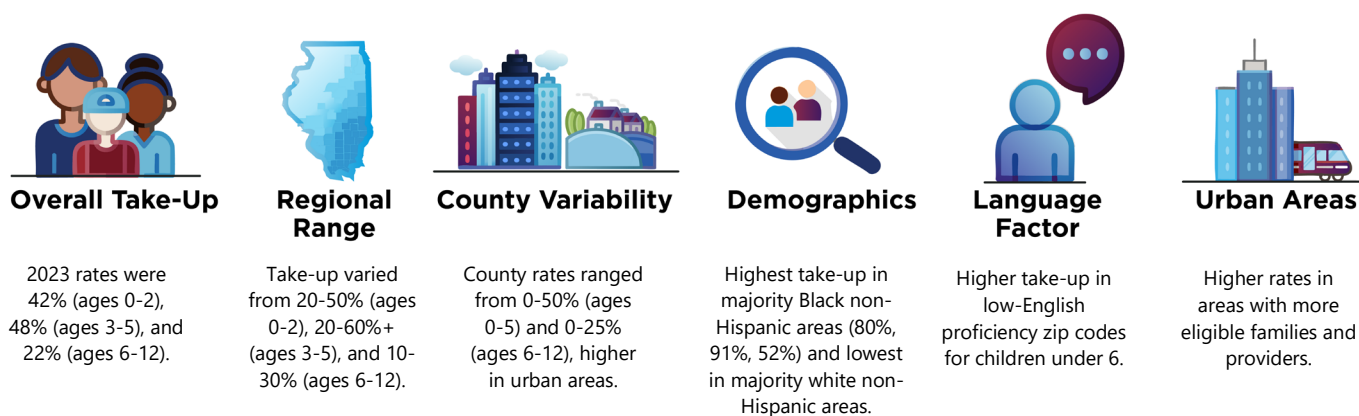 Overall Take-Up
2023 rates were
42% (ages 0-2),
48% (ages 3-5), and
22% (ages 6-12).
Regional
Range
Take-up varied
from 20-50% (ages
0-2), 20-60%+
(ages 3-5), and 10-
30% (ages 6-12).
County Variability
County rates ranged
from 0-50% (ages
0-5) and 0-25%
(ages 6-12), higher
in urban areas.
Demographics
Highest take-up in
majority Black non-
Hispanic areas (80%,
91%, 52%) and lowest
in majority white non-
Hispanic areas.
Language
Factor
Higher take-up in
low-English
proficiency zip codes
for children under 6.
Urban Areas
Higher rates in
areas with more
eligible families and
providers.